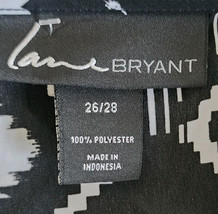 Lane BRYANT
26/28
100% POLYESTER
MADE IN
INDONESIA